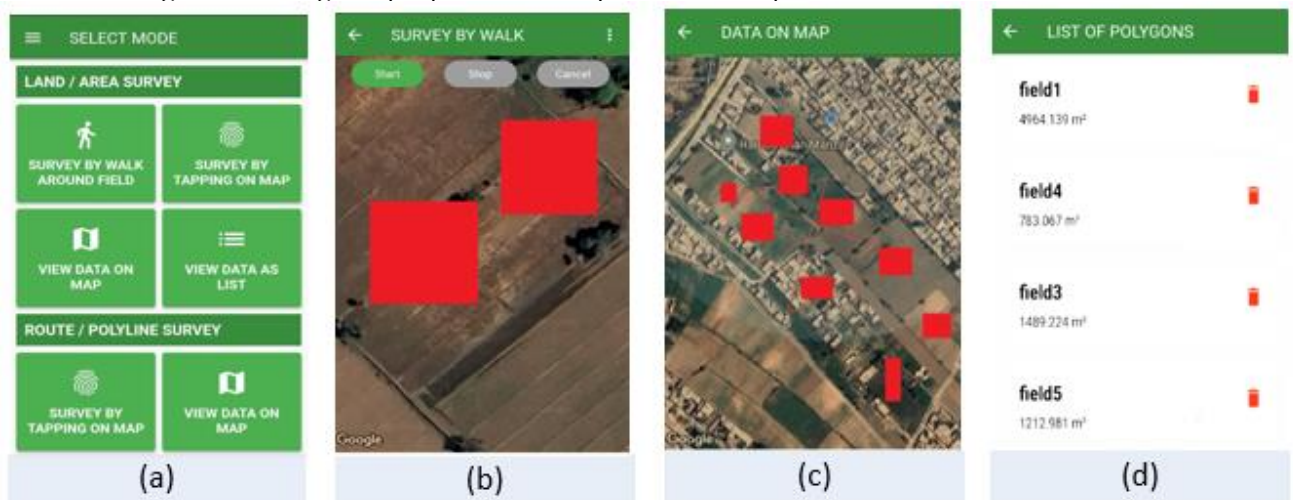 SELECT MODE
LAND / AREA SURVEY
SURVEY BY WALK
AROUND FIELD
SURVEY BY
TAPPING ON MAP
VIEW DATA ON
MAP
VIEW DATA AS
LIST
ROUTE / POLYLINE SURVEY
SURVEY BY
TAPPING ON MAP
VIEW DATA ON
MAP
(a)
SURVEY BY WALK
Start
Stop
Cancel
Google
(b)
DATA ON MAP
Google
(c)
LIST OF POLYGONS
field1
4964.139 m²
field4
783.067 m²
field3
1489.224 m²
field5
1212.981 m²
(d)